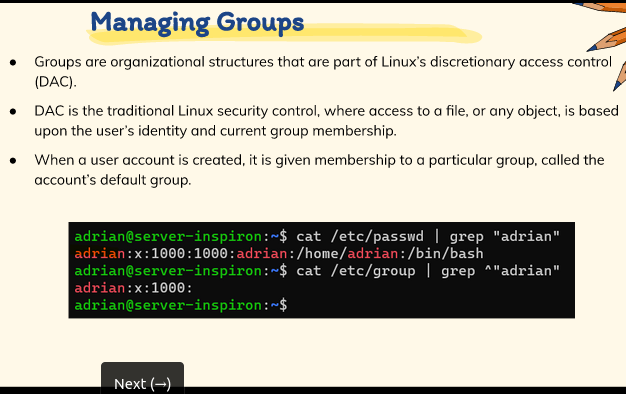 Managing Groups
● Groups are organizational structures that are part of Linux's discretionary access control
(DAC).
● DAC is the traditional Linux security control, where access to a file, or any object, is based
upon the user's identity and current group membership.
● When a user account is created, it is given membership to a particular group, called the
account's default group.
adrian@server-inspiron:~$ cat /etc/passwd | grep "adrian"
adrian:x:1000:1000:adrian:/home/adrian:/bin/bash
adrian@server-inspiron:~$ cat /etc/group | grep ^"adrian"
adrian:x:1000:
adrian@server-inspiron:~$
Next (→)